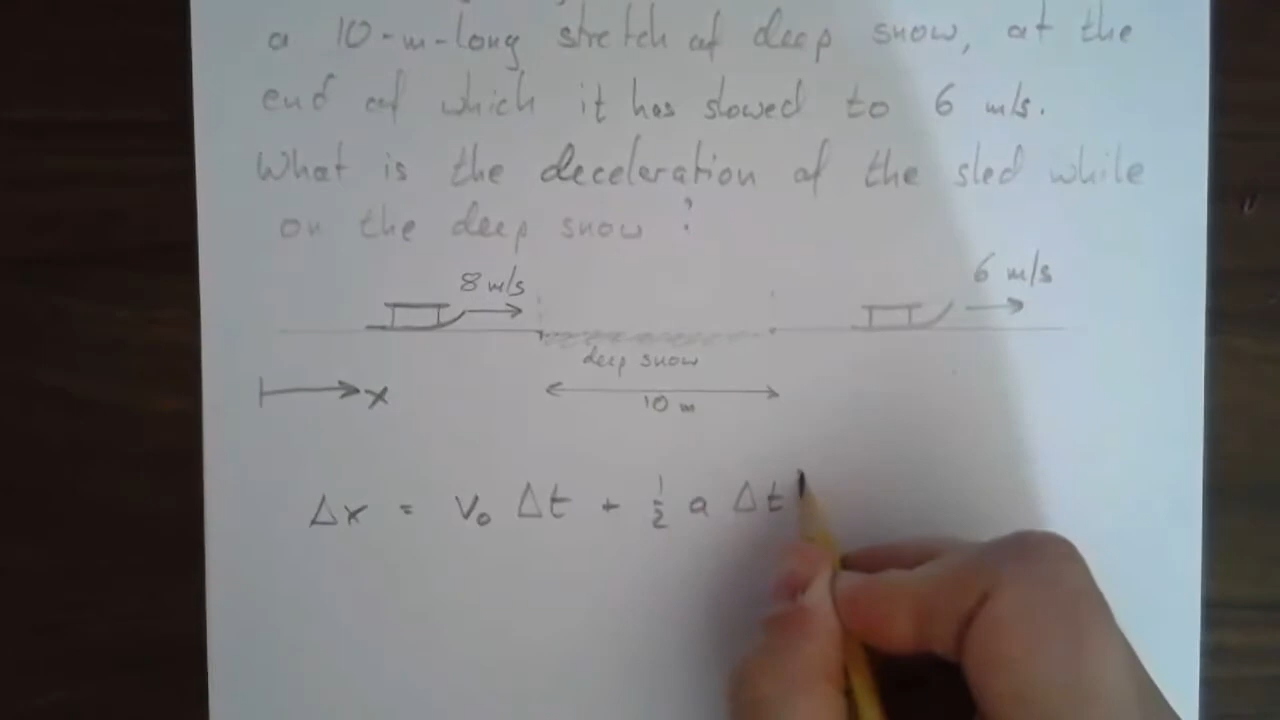 a 10-m-long stretch of deep snow, at the
end of which it has slowed to 6 m/s.
What is the deceleration of the sled while
on the deep snow?
8 m/s
6 m/s
deep snow
x
10 m
Δx = v₀ Δt + ½ a Δt